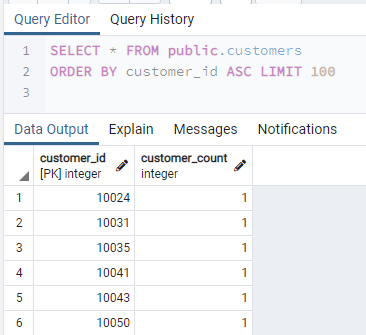 Query Editor Query History
1 SELECT * FROM public.customers
2 ORDER BY customer_id ASC LIMIT 100
3
Data Output Explain Messages Notifications
customer_id customer_count
[PK] integer integer
1 10024 1
2 10031 1
3 10035 1
4 10041 1
5 10043 1
6 10050 1